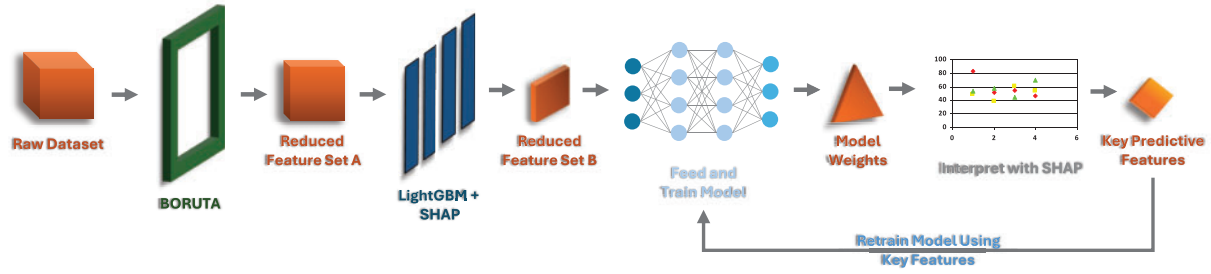 Raw Dataset
BORUTA
Reduced
Feature Set A
LightGBM +
SHAP
Reduced
Feature Set B
Feed and
Train Model
Model
Weights
100
80
60
40
20
0
0
2
4
6
Interpret with SHAP
Key Predictive
Features
Retrain Model Using
Key Features